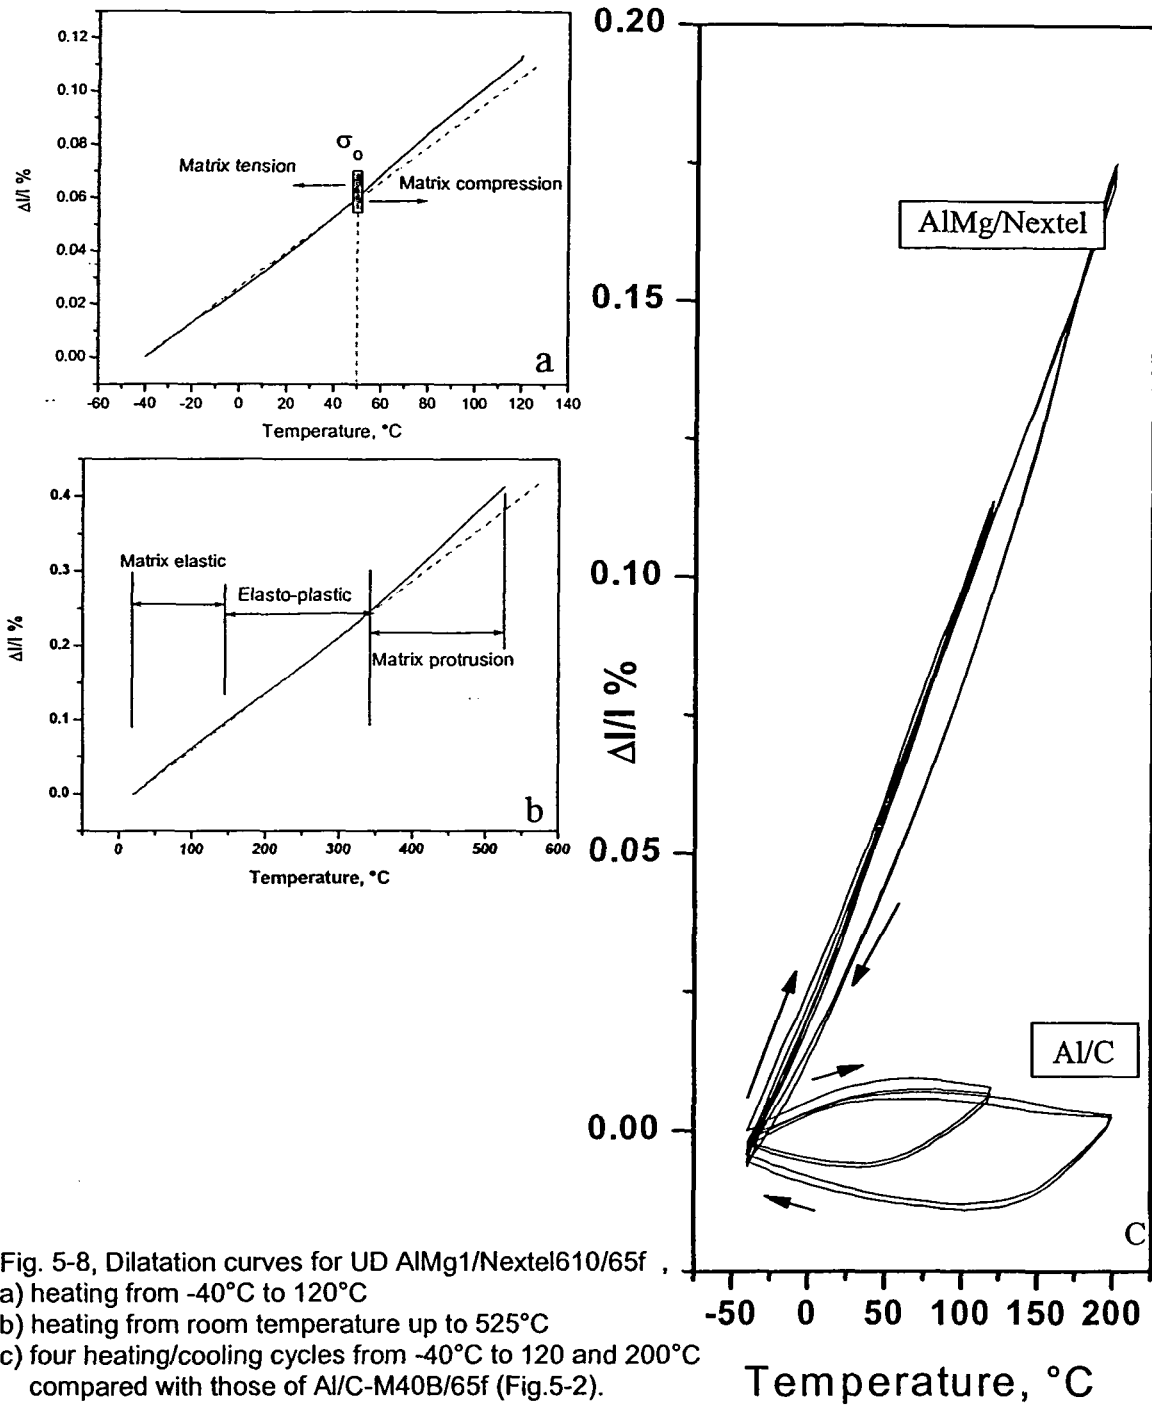 0.12
0.10
0.08
0.06
0.04
0.02
0.00
Δl/l %
σ
o
Matrix tension
Matrix compression
a
-60 -40 -20 0 20 40 60 80 100 120 140
Temperature, °C
0.4
0.3
0.2
0.1
0.0
Δl/l %
Matrix elastic
Elasto-plastic
Matrix protrusion
b
0 100 200 300 400 500 600
Temperature, °C
0.20
0.15
0.10
0.05
0.00
Δl/l %
AlMg/Nextel
Al/C
C
-50 0 50 100 150 200
Temperature, °C
Fig. 5-8, Dilatation curves for UD AlMg1/Nextel610/65f ,
a) heating from -40°C to 120°C
b) heating from room temperature up to 525°C
c) four heating/cooling cycles from -40°C to 120 and 200°C
compared with those of Al/C-M40B/65f (Fig.5-2).